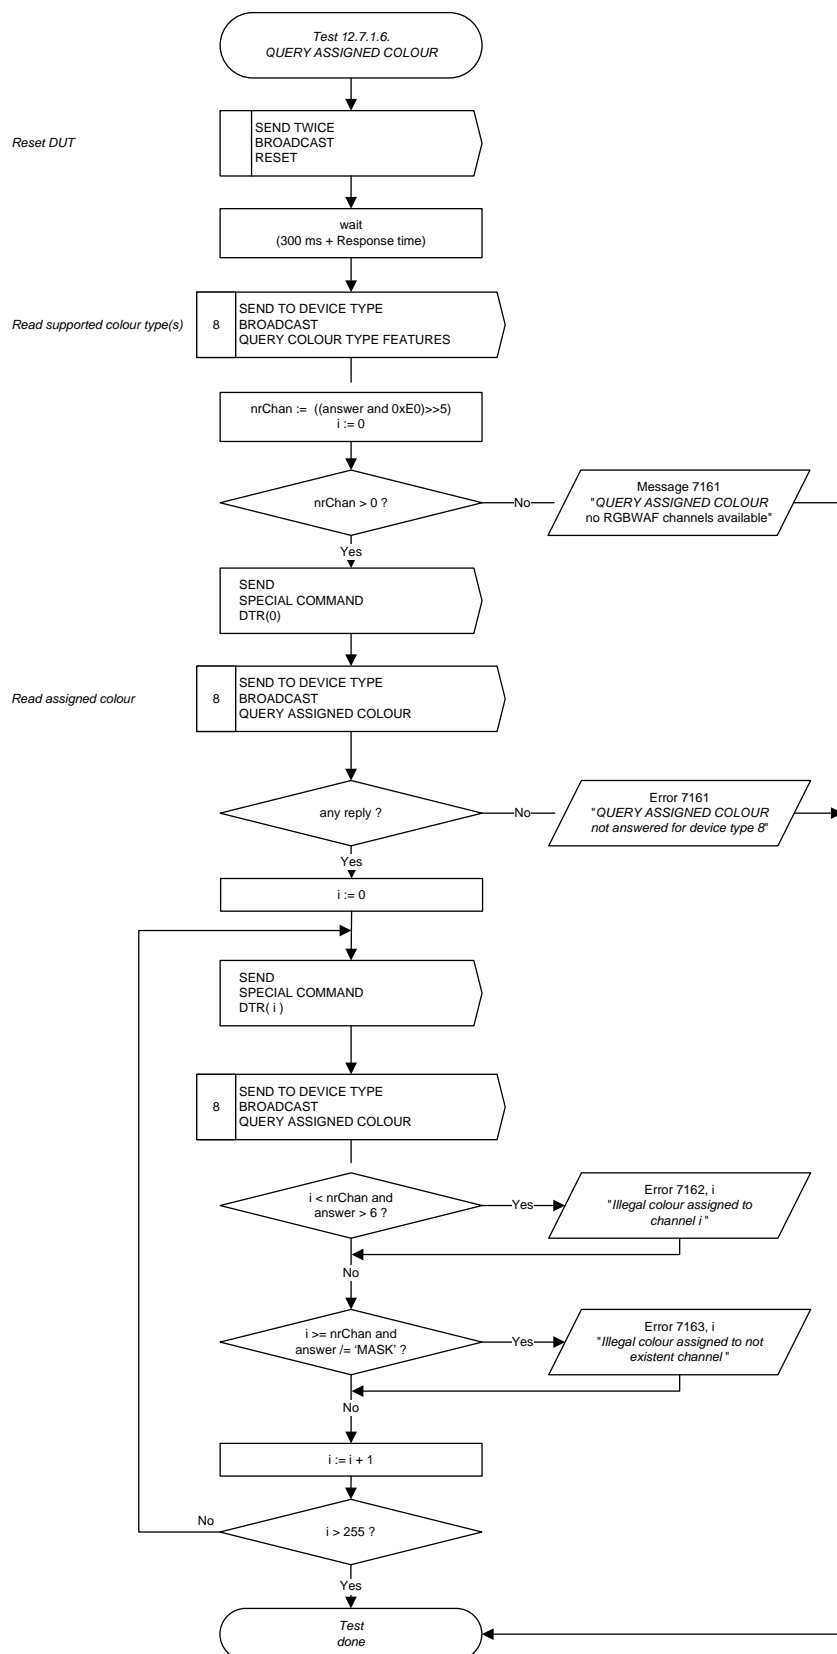 Test 12.7.1.6.
QUERY ASSIGNED COLOUR
Reset DUT
SEND TWICE
BROADCAST
RESET
wait
(300 ms + Response time)
Read supported colour type(s)
8
SEND TO DEVICE TYPE
BROADCAST
QUERY COLOUR TYPE FEATURES
nrChan := ((answer and 0xE0)>>5)
i := 0
nrChan > 0 ?
No
Message 7161
"QUERY ASSIGNED COLOUR
no RGBWAF channels available"
Yes
SEND
SPECIAL COMMAND
DTR(0)
Read assigned colour
8
SEND TO DEVICE TYPE
BROADCAST
QUERY ASSIGNED COLOUR
any reply ?
No
Error 7161
"QUERY ASSIGNED COLOUR
not answered for device type 8"
Yes
i := 0
SEND
SPECIAL COMMAND
DTR( i )
8
SEND TO DEVICE TYPE
BROADCAST
QUERY ASSIGNED COLOUR
i < nrChan and
answer > 6 ?
Yes
Error 7162, i
"Illegal colour assigned to
channel i "
No
i >= nrChan and
answer /= ‘MASK’ ?
Yes
Error 7163, i
"Illegal colour assigned to not
existent channel "
No
i := i + 1
i > 255 ?
No
Yes
Test
done